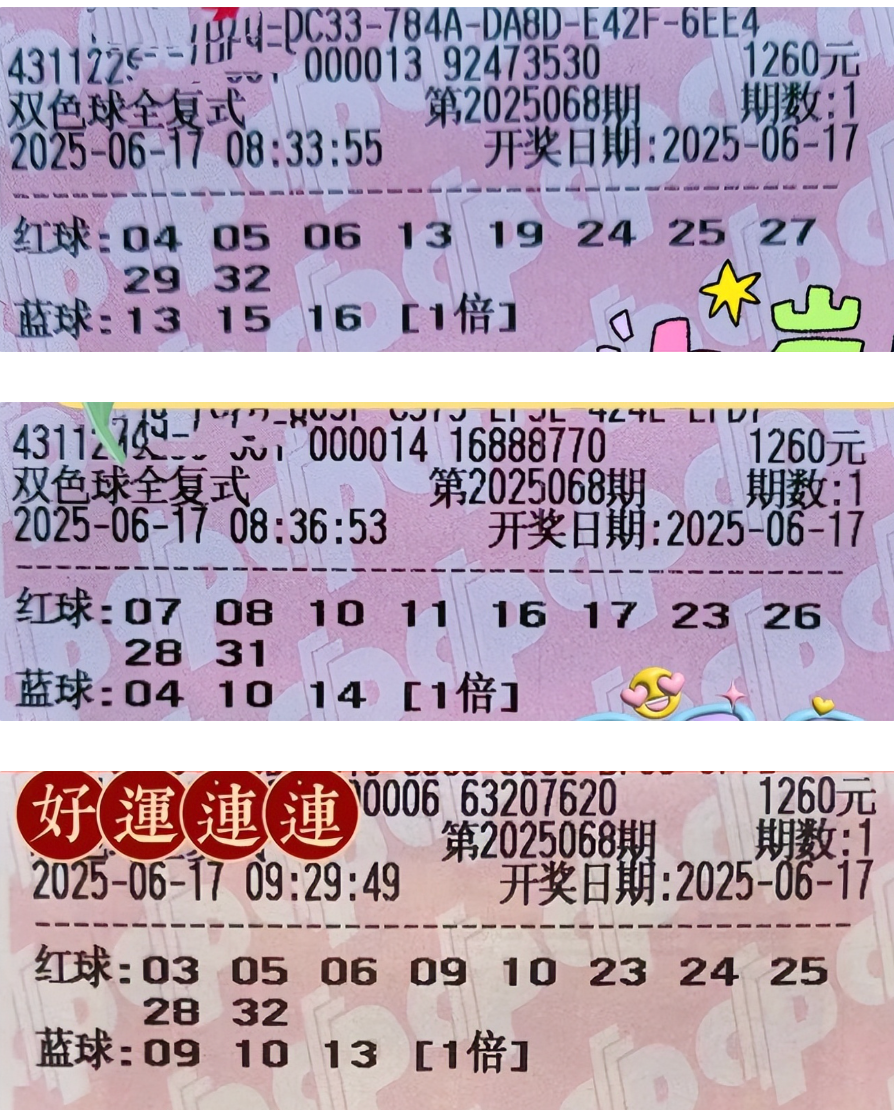 DC33-784A-DA8D-E42F-6EE4
4311229 000013 92473530 1260元
双色球全复式 第2025068期 期数:1
2025-06-17 08:33:55 开奖日期:2025-06-17
红球:04 05 06 13 19 24 25 27
29 32
蓝球:13 15 16 [1倍]
000014 16888770 1260元
双色球全复式 第2025068期 期数:1
2025-06-17 08:36:53 开奖日期:2025-06-17
红球:07 08 10 11 16 17 23 26
28 31
蓝球:04 10 14 [1倍]
好運連連
0006 63207620 1260元
第2025068期 期数:1
2025-06-17 09:29:49 开奖日期:2025-06-17
红球:03 05 06 09 10 23 24 25
28 32
蓝球:09 10 13 [1倍]